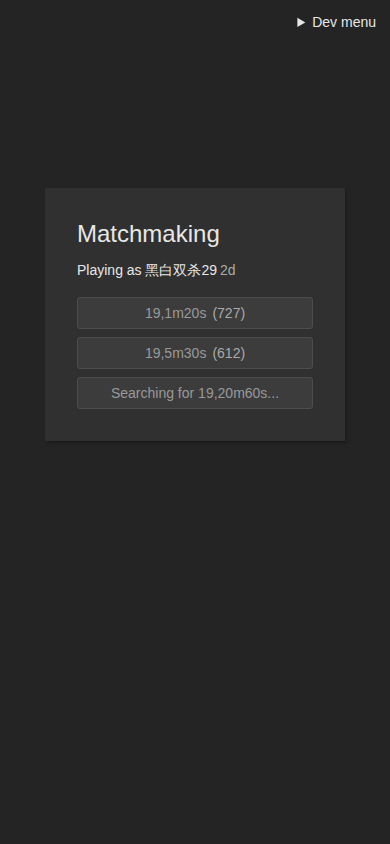 Dev menu
Matchmaking
Playing as 黑白双杀29 2d
19,1m20s (727)
19,5m30s (612)
Searching for 19,20m60s...